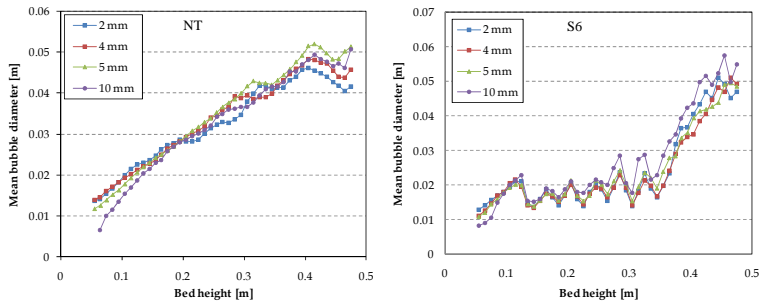 NT
2 mm
4 mm
5 mm
10 mm
0.06
0.05
0.04
0.03
0.02
0.01
0
0 0.1 0.2 0.3 0.4 0.5
Mean bubble diameter [m]
Bed height [m]
S6
2 mm
4 mm
5 mm
10 mm
0.07
0.06
0.05
0.04
0.03
0.02
0.01
0
0 0.1 0.2 0.3 0.4 0.5
Mean bubble diameter [m]
Bed height [m]